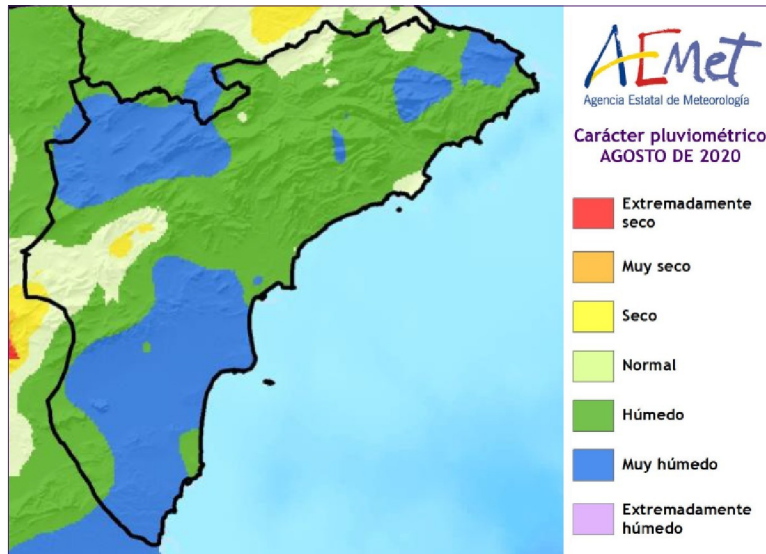 AEMet
Agencia Estatal de Meteorología
Carácter pluviométrico
AGOSTO DE 2020
Extremadamente
seco
Muy seco
Seco
Normal
Húmedo
Muy húmedo
Extremadamente
húmedo